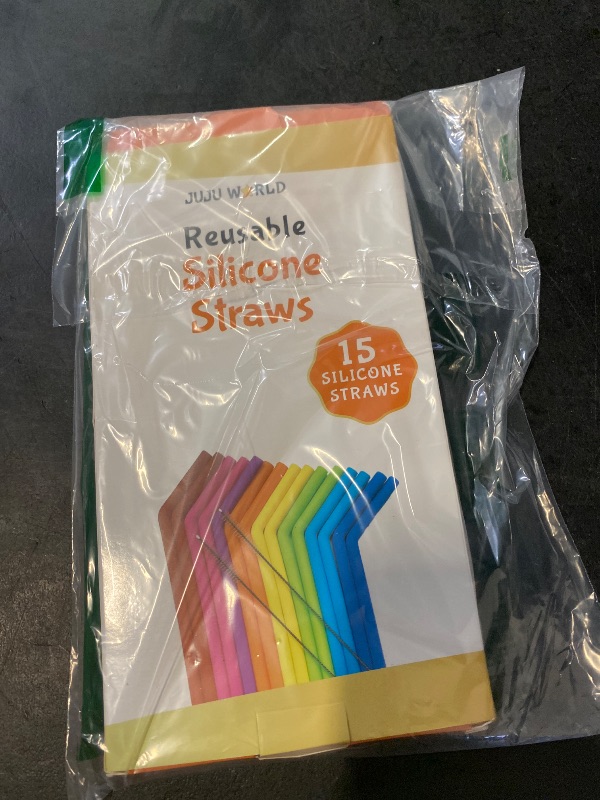 JUJU WORLD
Reusable
Silicone
Straws
15
SILICONE
STRAWS